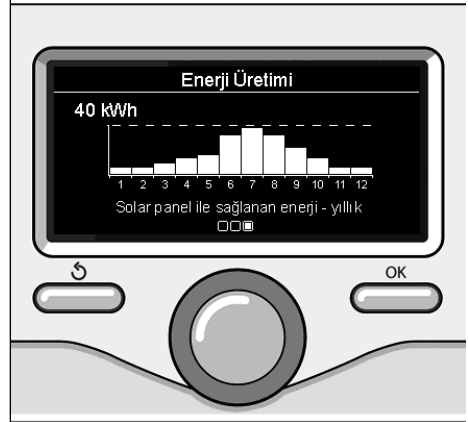 Enerji Üretimi
40 kWh
1 2 3 4 5 6 7 8 9 10 11 12
Solar panel ile sağlanan enerji - yıllık
OK